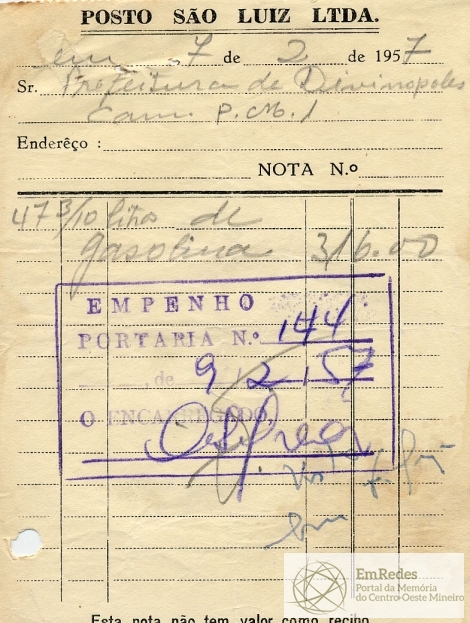 POSTO SÃO LUIZ LTDA.
Em 7 de 2 de 1957
Sr. Prefeitura de Divinopoles
Cam. P.M. 1
Enderêço :
NOTA N.º
47 3/10 litros de
gasolina 316.00
EMPENHO
PORTARIA N.º 144
, de 9 2 57
O ENCARREGADO,
EmRedes
Portal da Memória
do Centro-Oeste Mineiro
Esta nota não tem valor como recibo